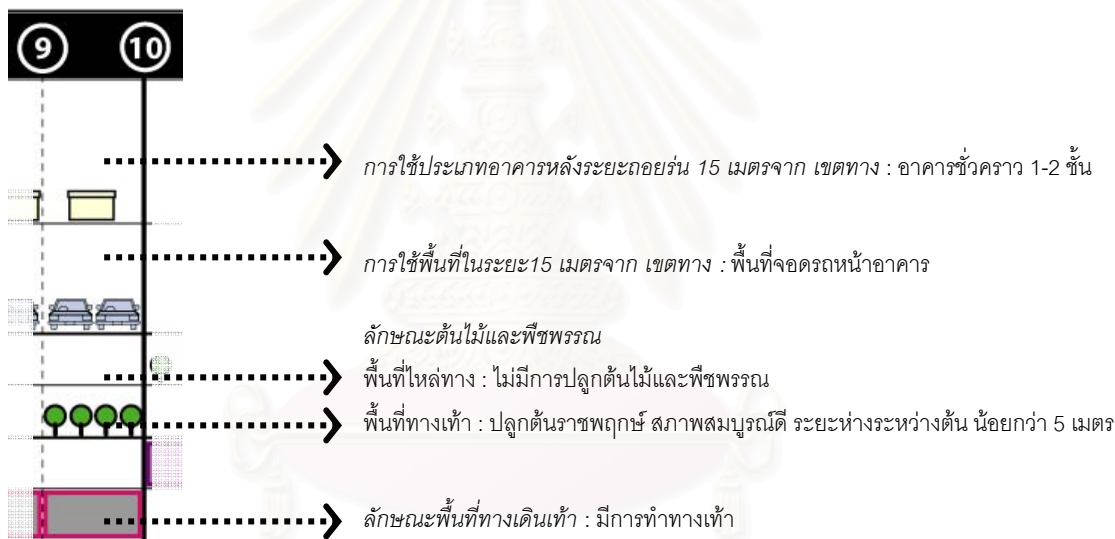 9 10
การใช้ประเภทอาคารหลังระยะถอยร่น 15 เมตรจาก เขตทาง : อาคารชั่วคราว 1-2 ชั้น
การใช้พื้นที่ในระยะ15 เมตรจาก เขตทาง : พื้นที่จอดรถหน้าอาคาร
ลักษณะต้นไม้และพืชพรรณ
พื้นที่ไหล่ทาง : ไม่มีการปลูกต้นไม้และพืชพรรณ
พื้นที่ทางเท้า : ปลูกต้นราชพฤกษ์ สภาพสมบูรณ์ดี ระยะห่างระหว่างต้น น้อยกว่า 5 เมตร
ลักษณะพื้นที่ทางเดินเท้า : มีการทำทางเท้า